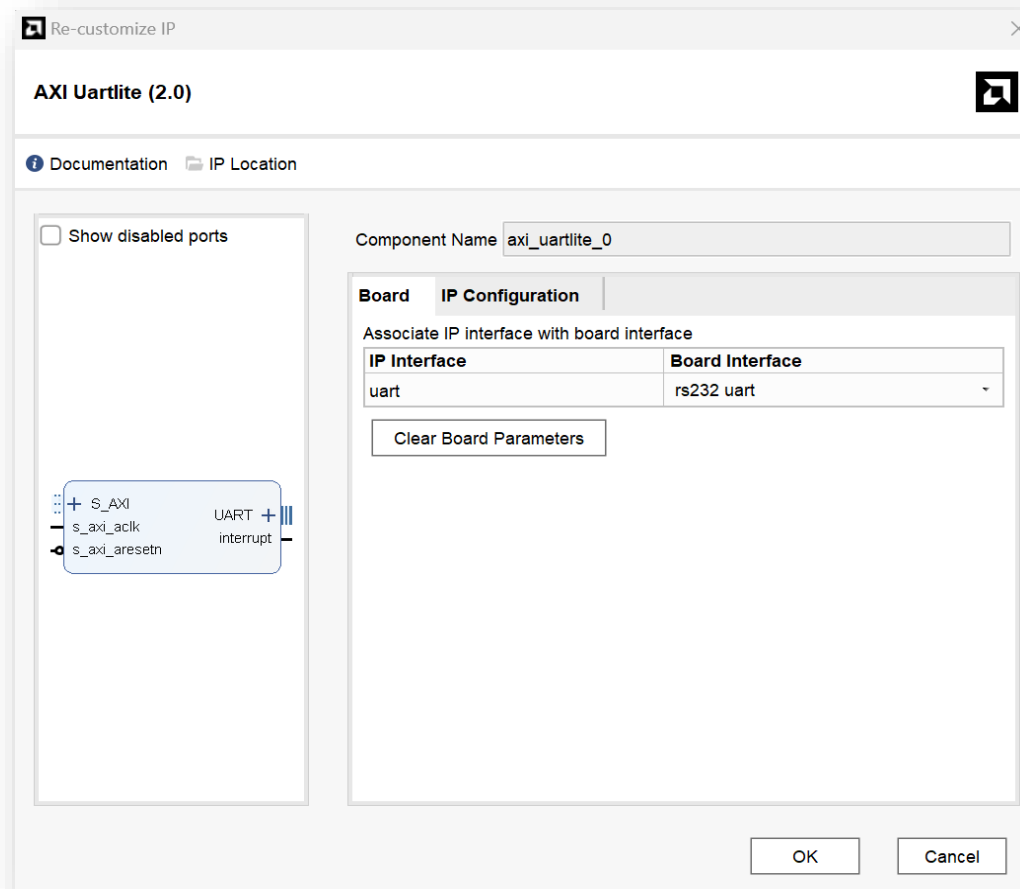 Re-customize IP
AXI Uartlite (2.0)
Documentation IP Location
Show disabled ports
Component Name axi_uartlite_0
Board IP Configuration
Associate IP interface with board interface
IP Interface Board Interface
uart rs232 uart
Clear Board Parameters
S_AXI
s_axi_aclk
s_axi_aresetn
UART
interrupt
OK Cancel